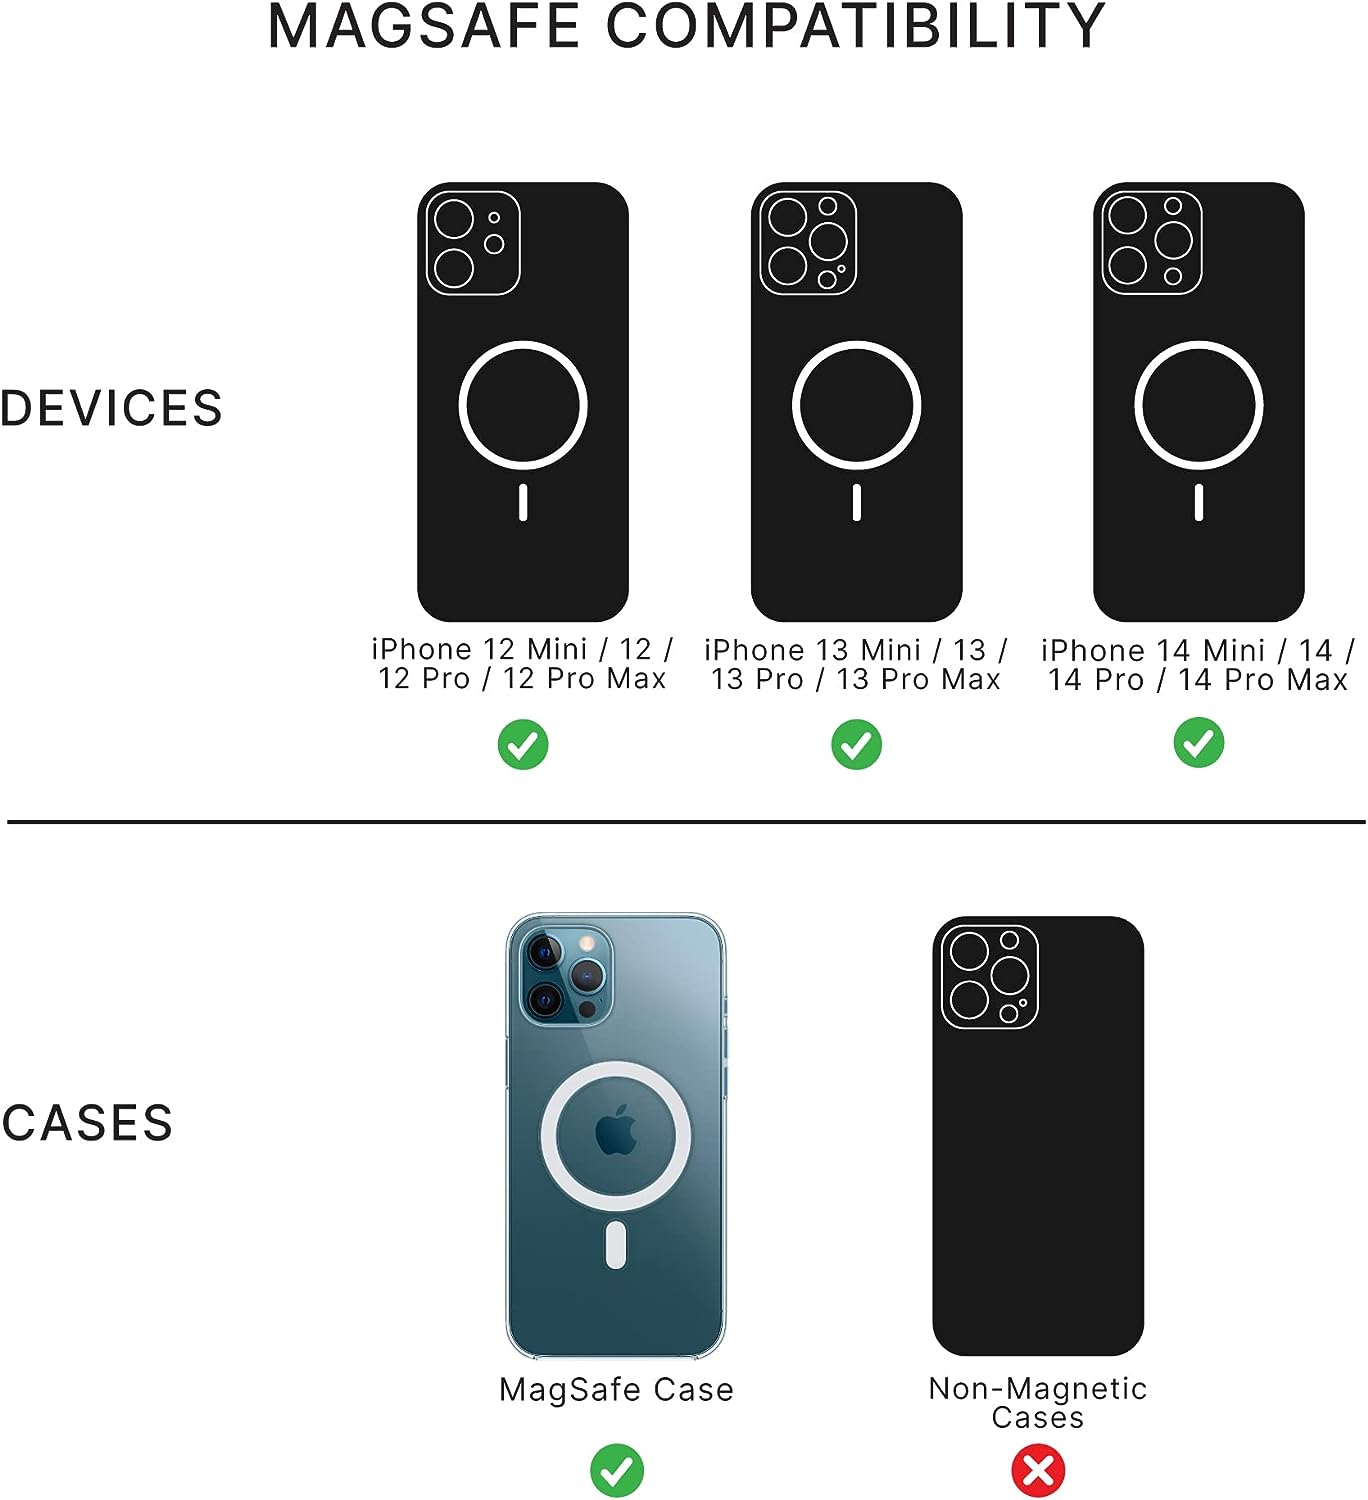 MAGSAFE COMPATIBILITY
DEVICES
iPhone 12 Mini / 12 /
12 Pro / 12 Pro Max
iPhone 13 Mini / 13 /
13 Pro / 13 Pro Max
iPhone 14 Mini / 14 /
14 Pro / 14 Pro Max
CASES
MagSafe Case
Non-Magnetic
Cases